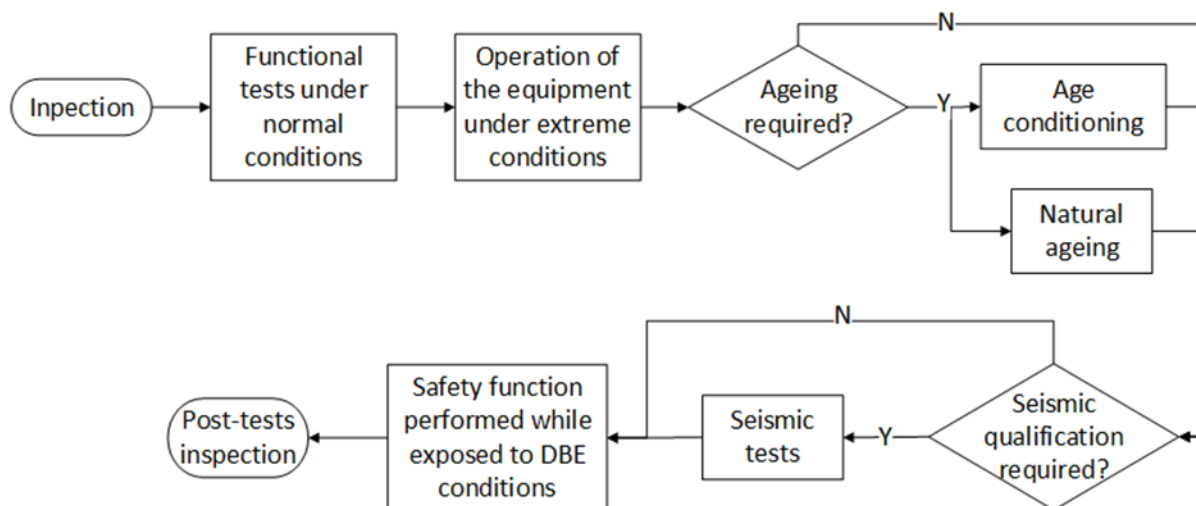 Inpection
Functional
tests under
normal
conditions
Operation of
the equipment
under extreme
conditions
Ageing
required?
N
Y
Age
conditioning
Natural
ageing
Seismic
qualification
required?
N
Y
Seismic
tests
Safety function
performed while
exposed to DBE
conditions
Post-tests
inspection